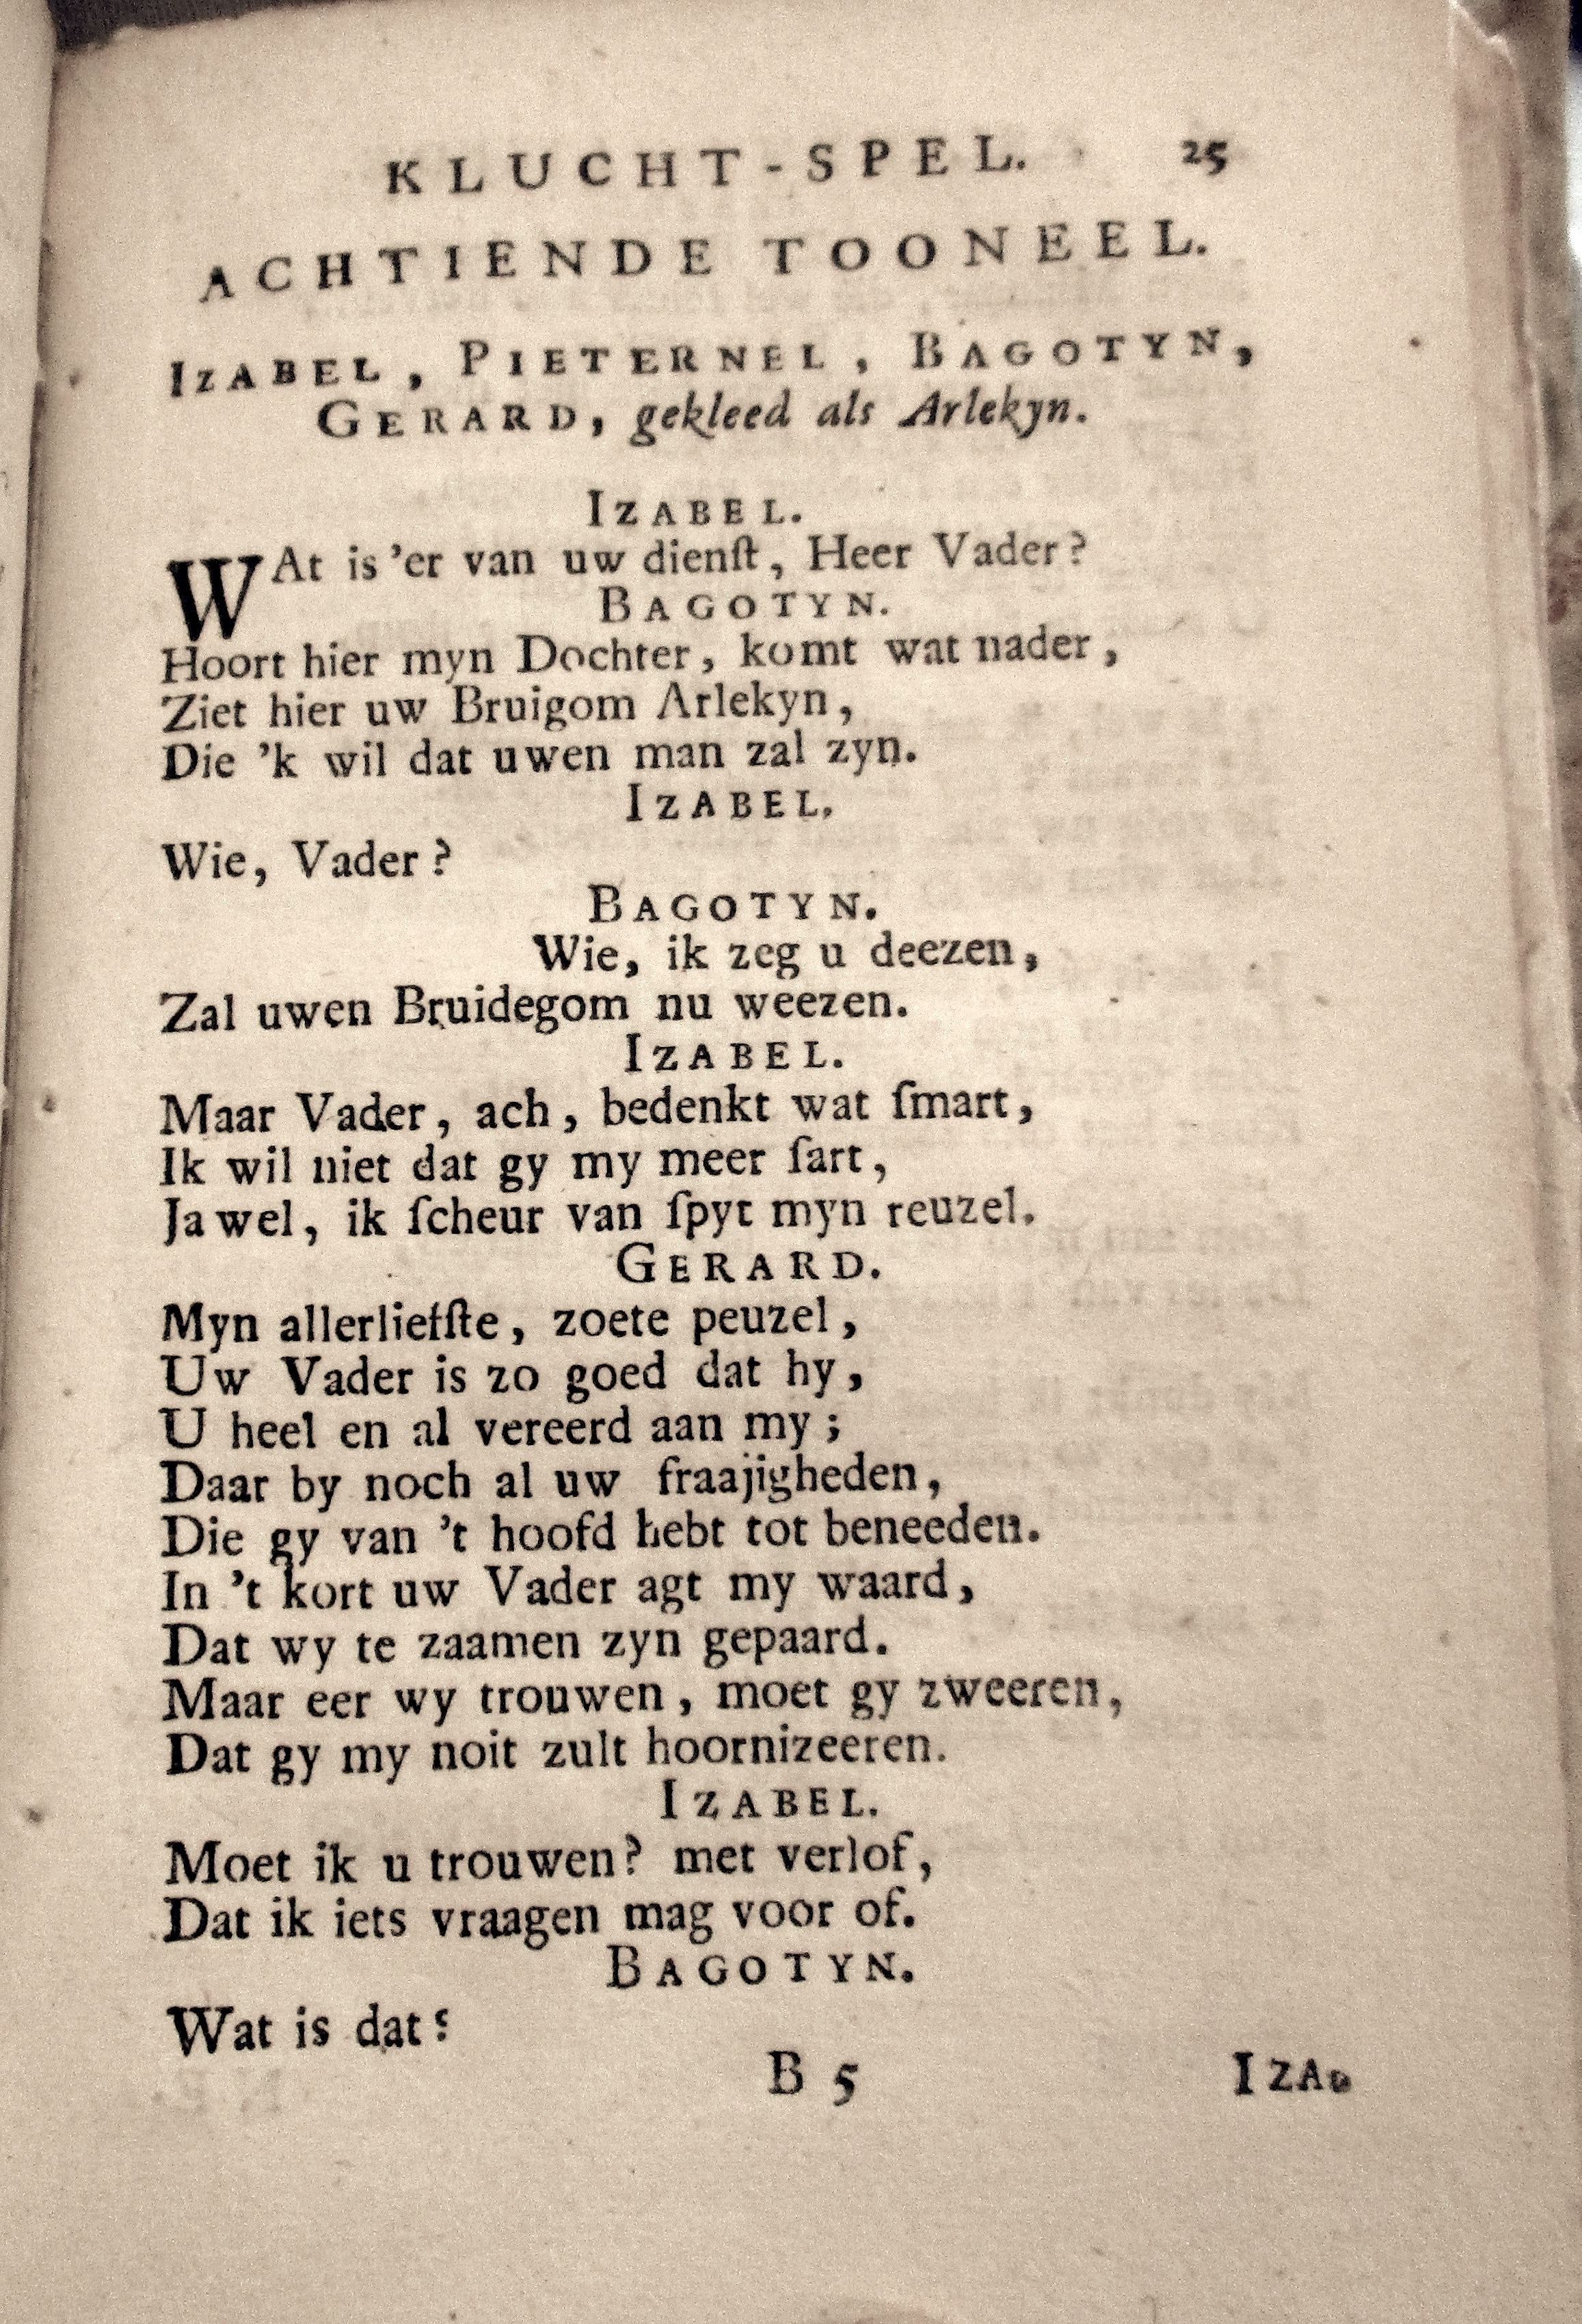 KLUCHT-SPEL. 25
ACHTIENDE TOONEEL.
IZABEL, PIETERNEL, BAGOTYN,
GERARD, gekleed als Arlekyn.
IZABEL.
WAt is 'er van uw dienſt, Heer Vader?
BAGOTYN.
Hoort hier myn Dochter, komt wat nader,
Ziet hier uw Bruigom Arlekyn,
Die 'k wil dat uwen man zal zyn.
IZABEL.
Wie, Vader?
BAGOTYN.
Wie, ik zeg u deezen,
Zal uwen Bruidegom nu weezen.
IZABEL.
Maar Vader, ach, bedenkt wat ſmart,
Ik wil niet dat gy my meer ſart,
Ja wel, ik ſcheur van ſpyt myn reuzel.
GERARD.
Myn allerliefſte, zoete peuzel,
Uw Vader is zo goed dat hy,
U heel en al vereerd aan my;
Daar by noch al uw fraajigheden,
Die gy van 't hoofd hebt tot beneeden.
In 't kort uw Vader agt my waard,
Dat wy te zaamen zyn gepaard.
Maar eer wy trouwen, moet gy zweeren,
Dat gy my noit zult hoornizeeren.
IZABEL.
Moet ik u trouwen? met verlof,
Dat ik iets vraagen mag voor of.
BAGOTYN.
Wat is dat?
B 5 IZA-